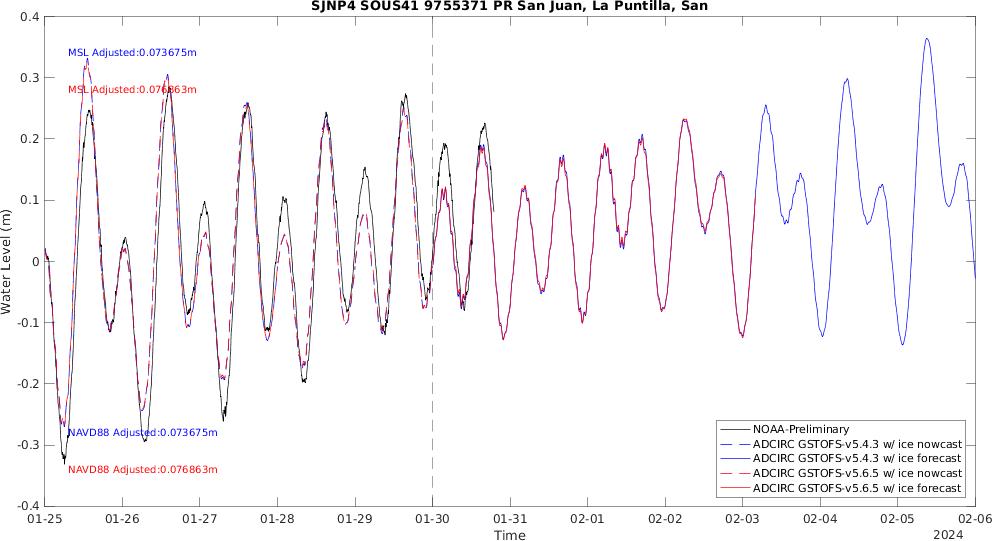 SJNP4 SOUS41 9755371 PR San Juan, La Puntilla, San
0.4
0.3
0.2
0.1
0
-0.1
-0.2
-0.3
-0.4
Water Level (m)
MSL Adjusted:0.073675m
MSL Adjusted:0.076863m
NAVD88 Adjusted:0.073675m
NAVD88 Adjusted:0.076863m
NOAA-Preliminary
ADCIRC GSTOFS-v5.4.3 w/ ice nowcast
ADCIRC GSTOFS-v5.4.3 w/ ice forecast
ADCIRC GSTOFS-v5.6.5 w/ ice nowcast
ADCIRC GSTOFS-v5.6.5 w/ ice forecast
01-25 01-26 01-27 01-28 01-29 01-30 01-31 02-01 02-02 02-03 02-04 02-05 02-06
Time
2024